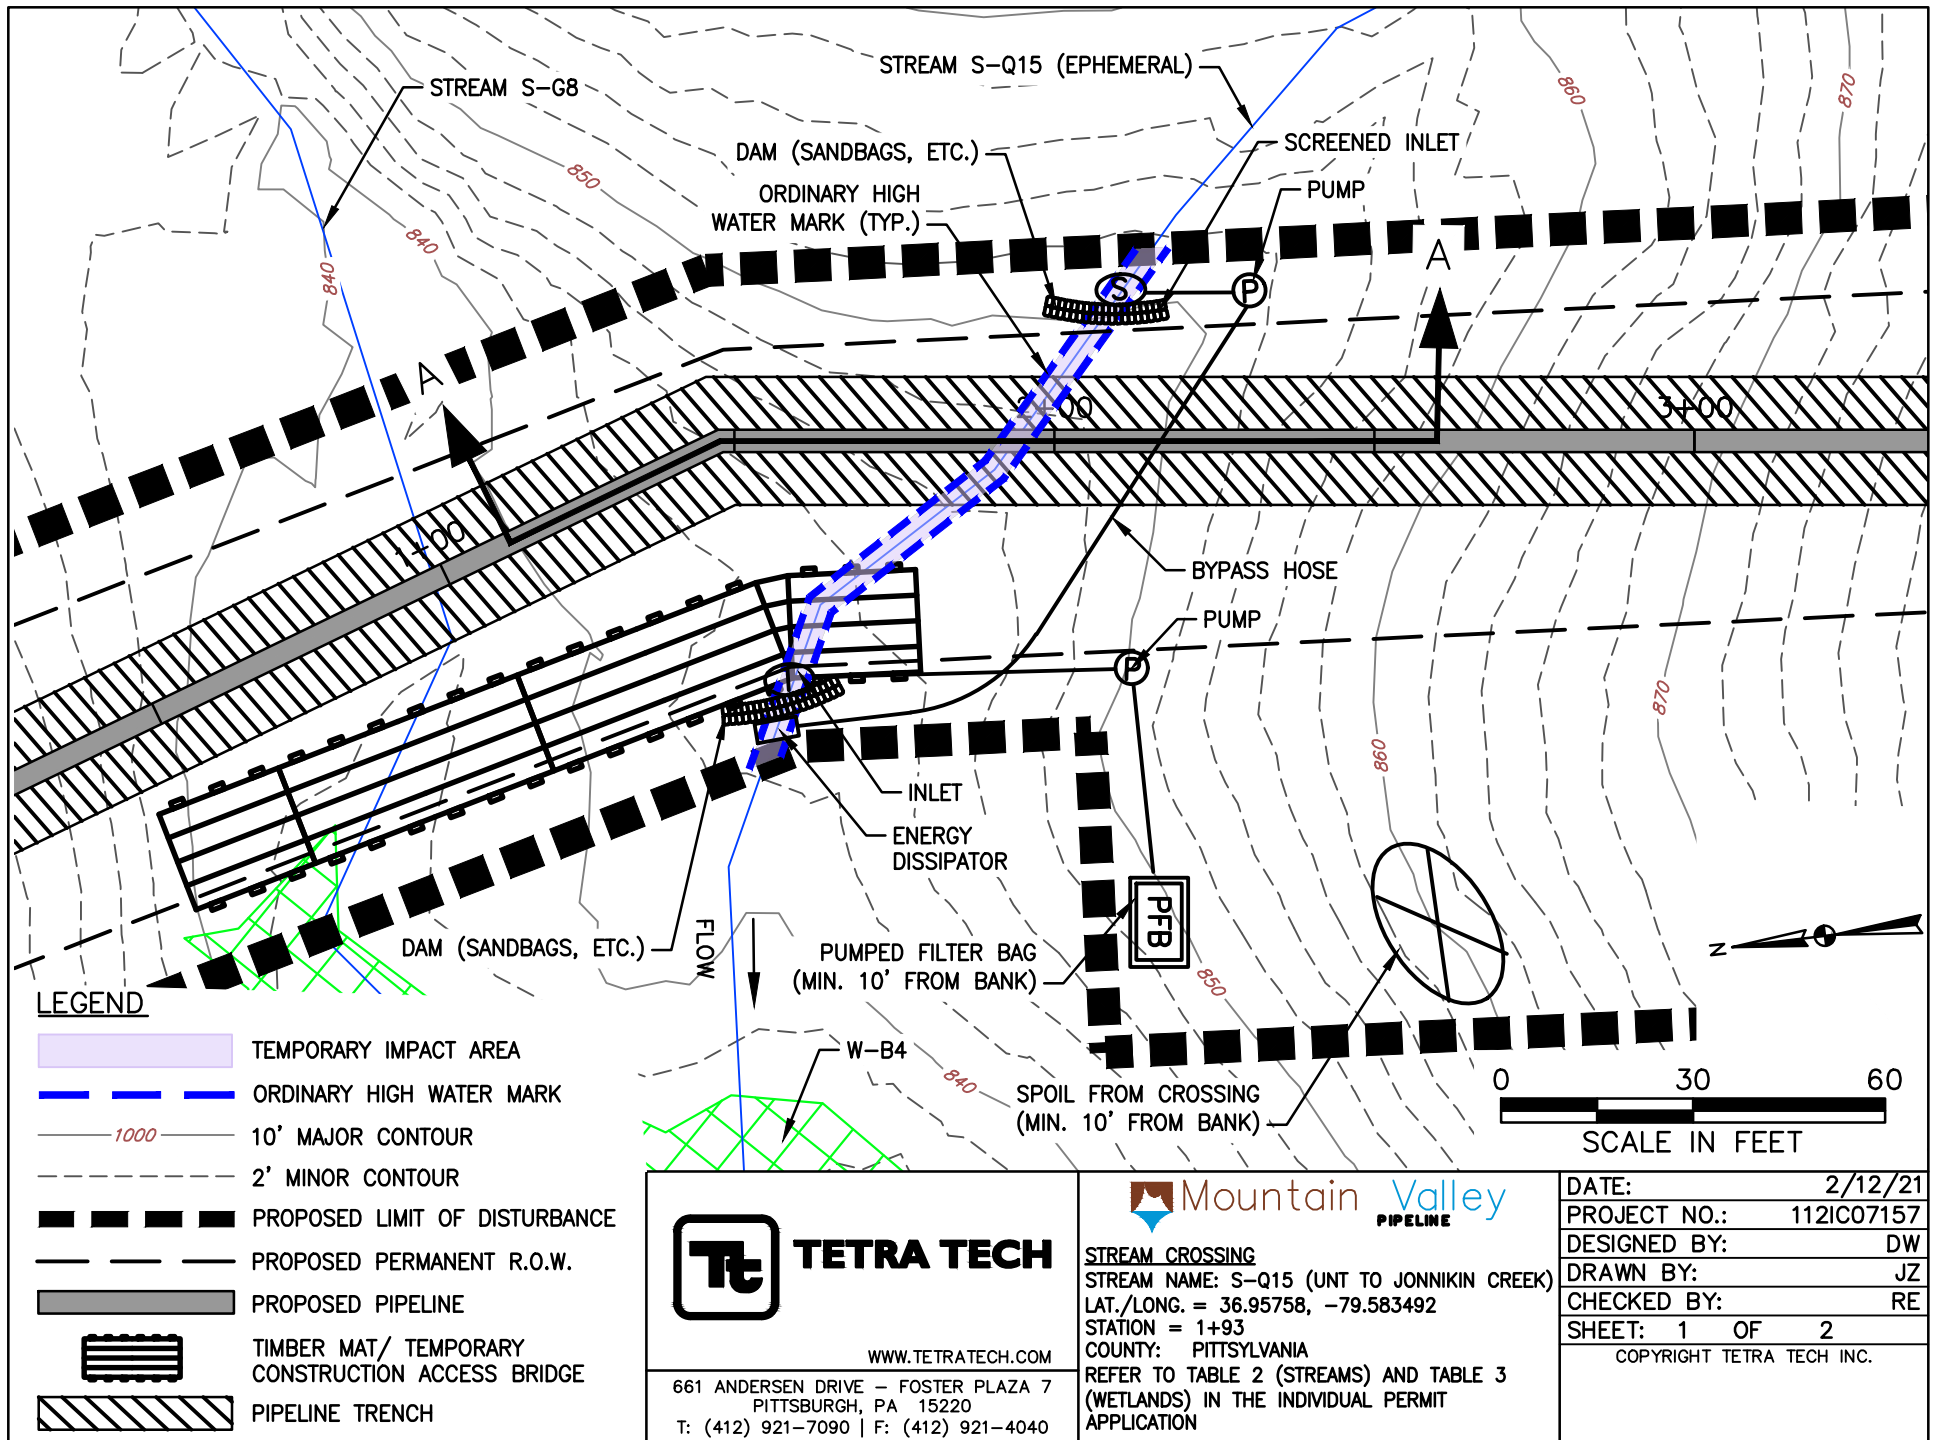 STREAM S-Q15 (EPHEMERAL)
STREAM S-G8
860
870
DAM (SANDBAGS, ETC.)
SCREENED INLET
850
ORDINARY HIGH
WATER MARK (TYP.)
PUMP
840
840
A
S
P
A
2+00
3+00
1+00
BYPASS HOSE
PUMP
P
870
860
INLET
ENERGY
DISSIPATOR
PFB
FLOW
DAM (SANDBAGS, ETC.)
PUMPED FILTER BAG
(MIN. 10' FROM BANK)
N
850
W-B4
840
SPOIL FROM CROSSING
(MIN. 10' FROM BANK)
0 30 60
SCALE IN FEET
LEGEND
TEMPORARY IMPACT AREA
ORDINARY HIGH WATER MARK
1000
10' MAJOR CONTOUR
2' MINOR CONTOUR
PROPOSED LIMIT OF DISTURBANCE
PROPOSED PERMANENT R.O.W.
PROPOSED PIPELINE
TIMBER MAT/ TEMPORARY
CONSTRUCTION ACCESS BRIDGE
PIPELINE TRENCH
Tt TETRA TECH
WWW.TETRATECH.COM
661 ANDERSEN DRIVE – FOSTER PLAZA 7
PITTSBURGH, PA 15220
T: (412) 921-7090 | F: (412) 921-4040
Mountain Valley
PIPELINE
STREAM CROSSING
STREAM NAME: S-Q15 (UNT TO JONNIKIN CREEK)
LAT./LONG. = 36.95758, -79.583492
STATION = 1+93
COUNTY: PITTSYLVANIA
REFER TO TABLE 2 (STREAMS) AND TABLE 3
(WETLANDS) IN THE INDIVIDUAL PERMIT
APPLICATION
DATE: 2/12/21
PROJECT NO.: 112IC07157
DESIGNED BY: DW
DRAWN BY: JZ
CHECKED BY: RE
SHEET: 1 OF 2
COPYRIGHT TETRA TECH INC.